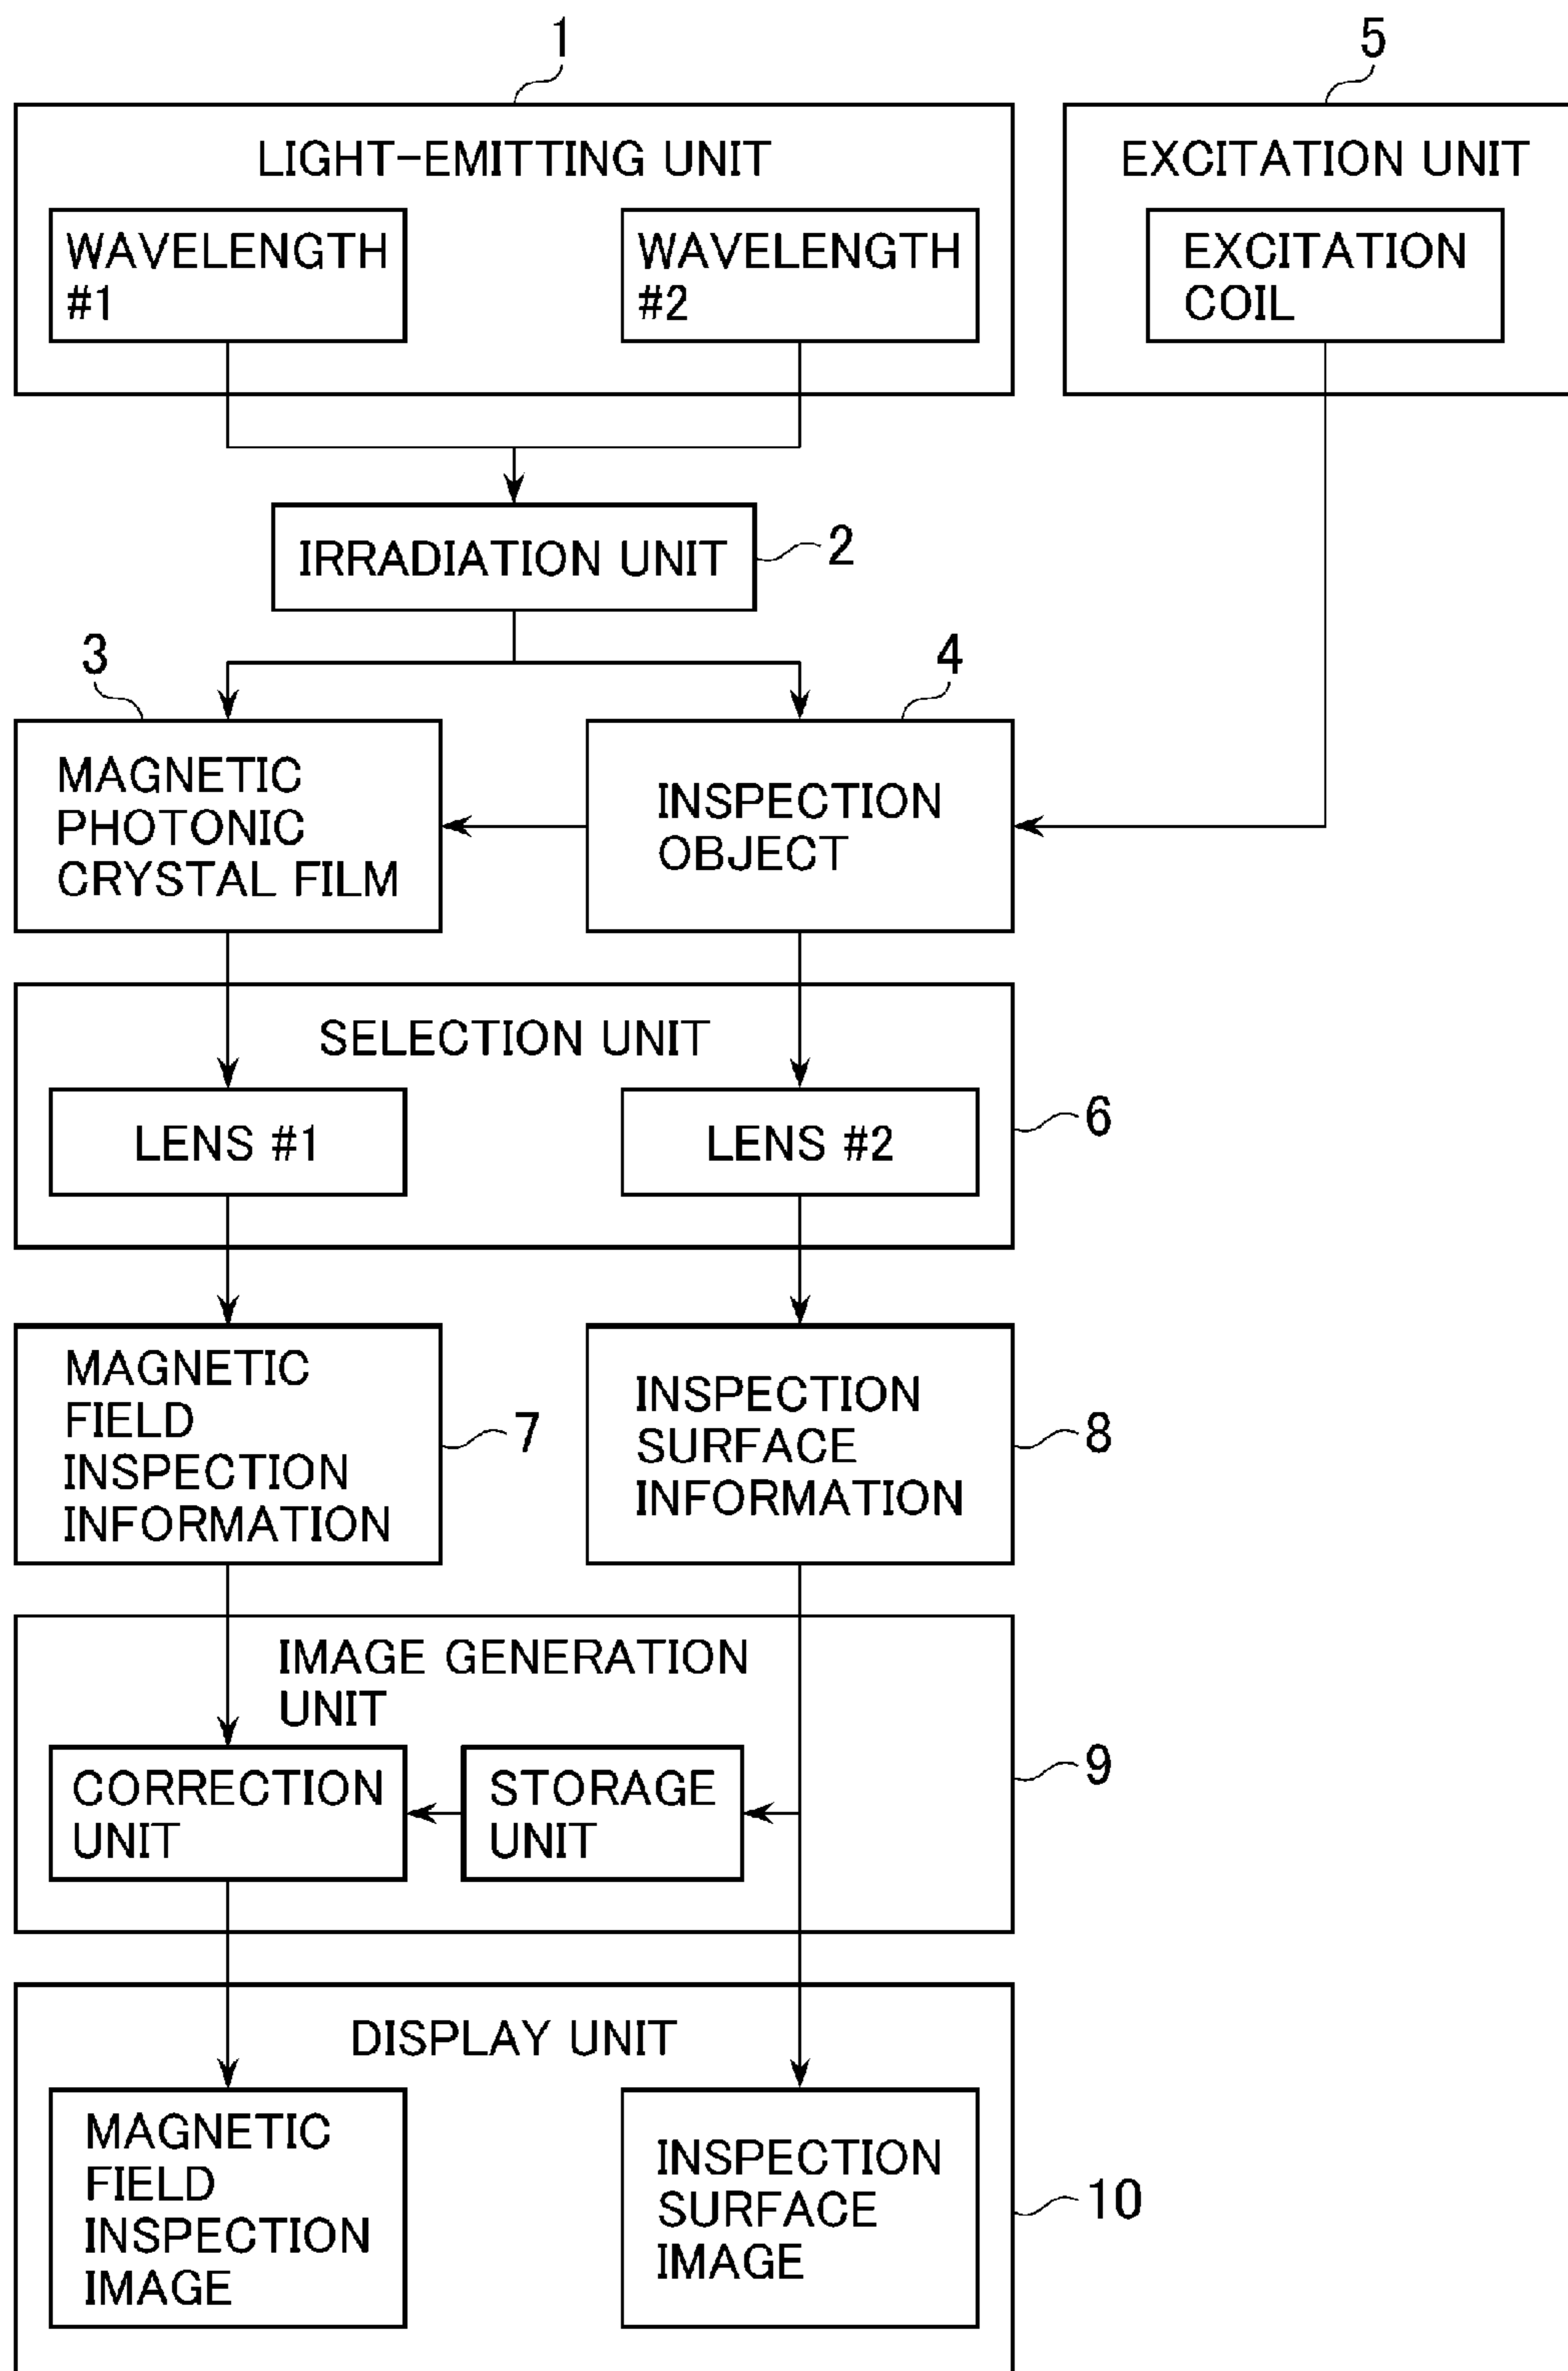 1
5
LIGHT-EMITTING UNIT
EXCITATION UNIT
WAVELENGTH
#1
WAVELENGTH
#2
EXCITATION
COIL
IRRADIATION UNIT
2
3
4
MAGNETIC
PHOTONIC
CRYSTAL FILM
INSPECTION
OBJECT
SELECTION UNIT
LENS #1
LENS #2
6
MAGNETIC
FIELD
INSPECTION
INFORMATION
7
INSPECTION
SURFACE
INFORMATION
8
IMAGE GENERATION
UNIT
CORRECTION
UNIT
STORAGE
UNIT
9
DISPLAY UNIT
MAGNETIC
FIELD
INSPECTION
IMAGE
INSPECTION
SURFACE
IMAGE
10